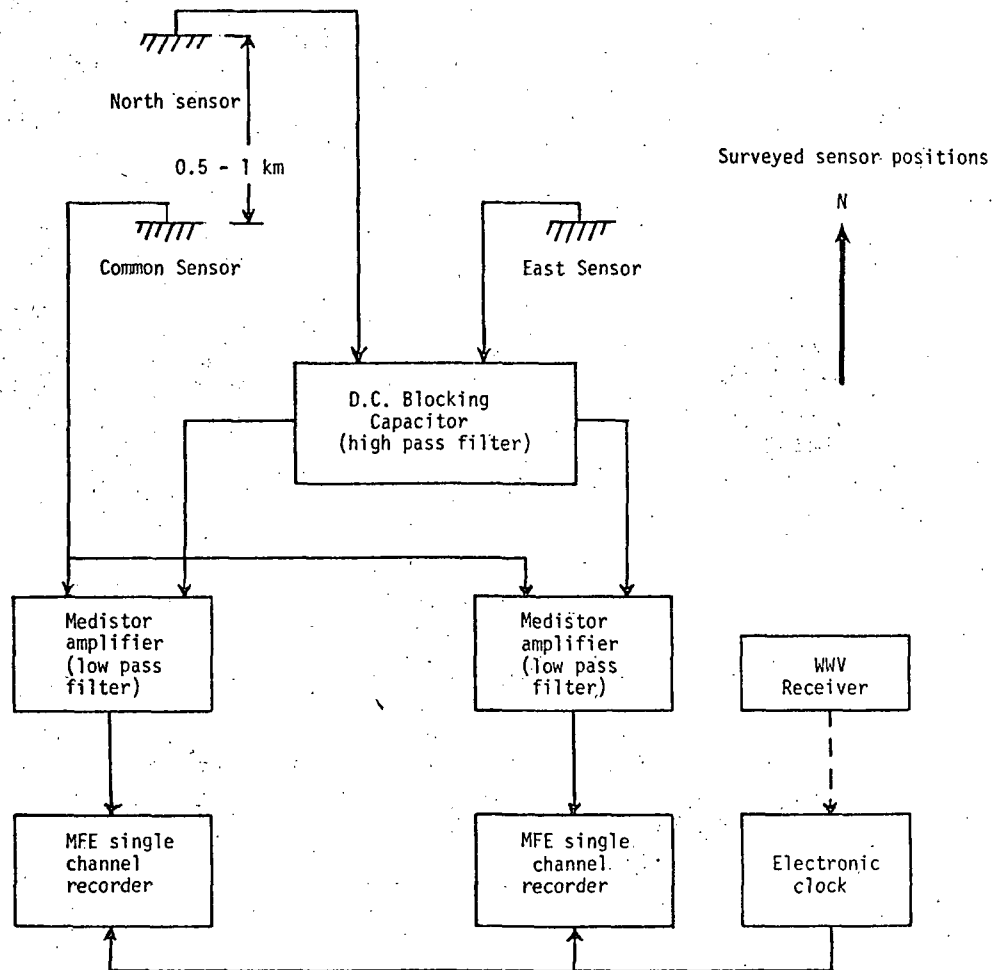 North sensor
0.5 - 1 km
Surveyed sensor positions
N
Common Sensor
East Sensor
D.C. Blocking
Capacitor
(high pass filter)
Medistor
amplifier
(low pass
filter)
Medistor
amplifier
(low pass
filter)
WWV
Receiver
MFE single
channel
recorder
MFE single
channel
recorder
Electronic
clock